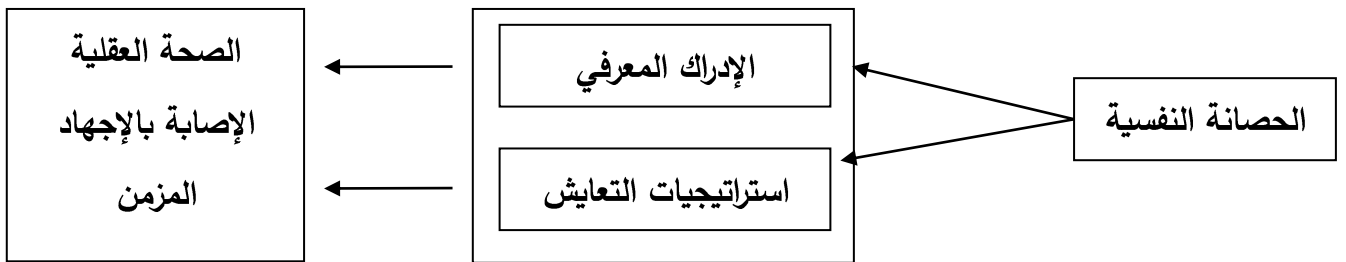 الحصانة النفسية
الإدراك المعرفي
استراتيجيات التعايش
الصحة العقلية
الإصابة بالإجهاد
المزمن